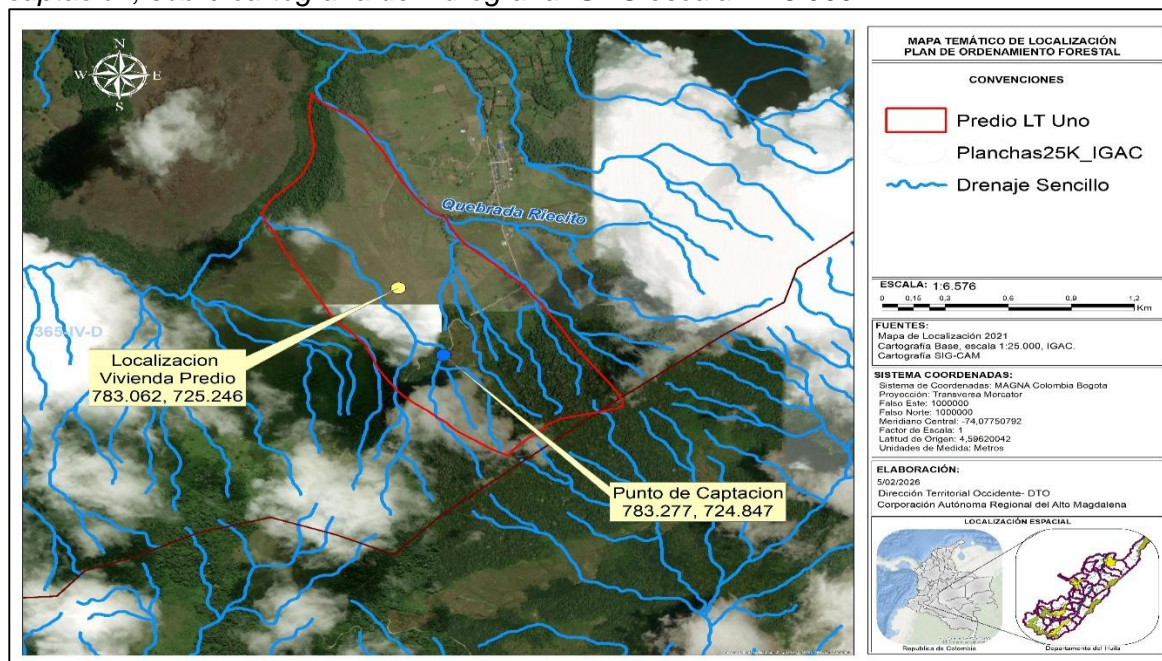 N
W E
S
Quebrada Riecito
365-IV-D
Localizacion
Vivienda Predio
783.062, 725.246
Punto de Captacion
783.277, 724.847
MAPA TEMÁTICO DE LOCALIZACIÓN
PLAN DE ORDENAMIENTO FORESTAL
CONVENCIONES
Predio LT Uno
Planchas25K_IGAC
Drenaje Sencillo
ESCALA: 1:6.576
0 0,15 0,3 0,6 0,9 1,2
Km
FUENTES:
Mapa de Localización 2021
Cartografía Base, escala 1:25.000, IGAC.
Cartografía SIG-CAM
SISTEMA COORDENADAS:
Sistema de Coordenadas: MAGNA Colombia Bogota
Proyección: Transversa Mercator
Falso Este: 1000000
Falso Norte: 1000000
Meridiano Central: -74,07750792
Factor de Escala: 1
Latitud de Origen: 4,59620042
Unidades de Medida: Metros
ELABORACIÓN:
5/02/2026
Dirección Territorial Occidente- DTO
Corporación Autónoma Regional del Alto Magdalena
LOCALIZACIÓN ESPACIAL
Republica de Colombia
Departamento del Huila